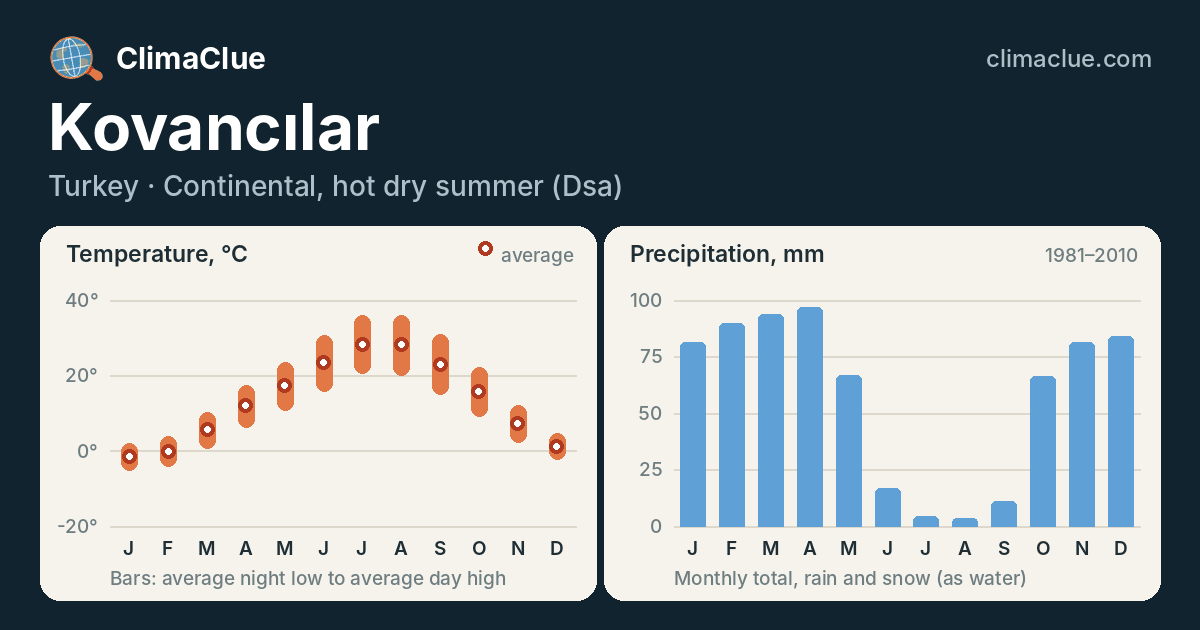 ClimaClue
climaclue.com
Kovancılar
Turkey · Continental, hot dry summer (Dsa)
Temperature, °C
average
40°
20°
0°
-20°
J F M A M J J A S O N D
Bars: average night low to average day high
Precipitation, mm
1981–2010
100
75
50
25
0
J F M A M J J A S O N D
Monthly total, rain and snow (as water)